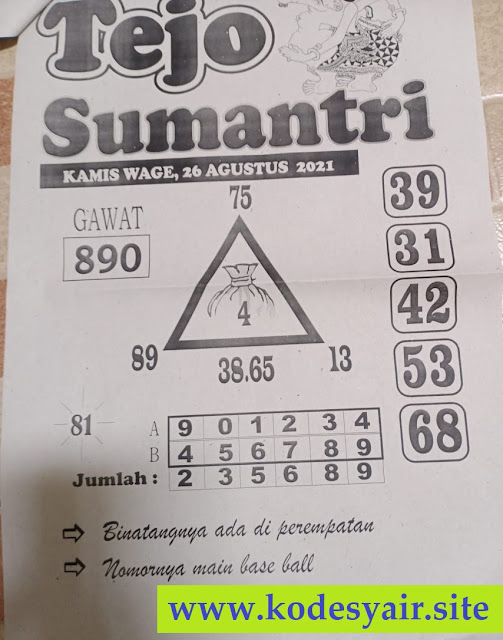 Tejo
Sumantri
KAMIS WAGE, 26 AGUSTUS 2021
GAWAT
890
75
4
89
38.65
13
39
31
42
53
68
81
A 9 0 1 2 3 4
B 4 5 6 7 8 9
Jumlah : 2 3 5 6 8 9
Binatangnya ada di perempatan
Nomornya main base ball
www.kodesyair.site